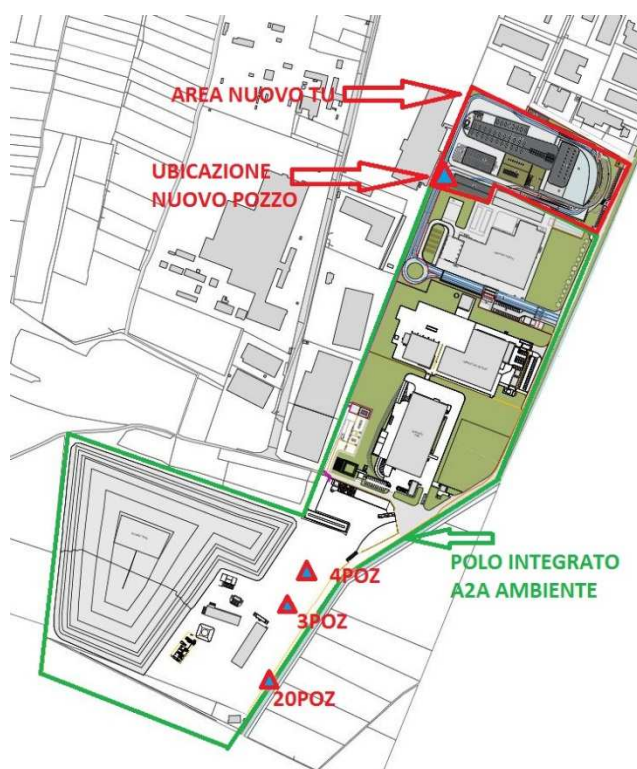 AREA NUOVO TU
UBICAZIONE
NUOVO POZZO
POLO INTEGRATO
A2A AMBIENTE
4POZ
3POZ
20POZ